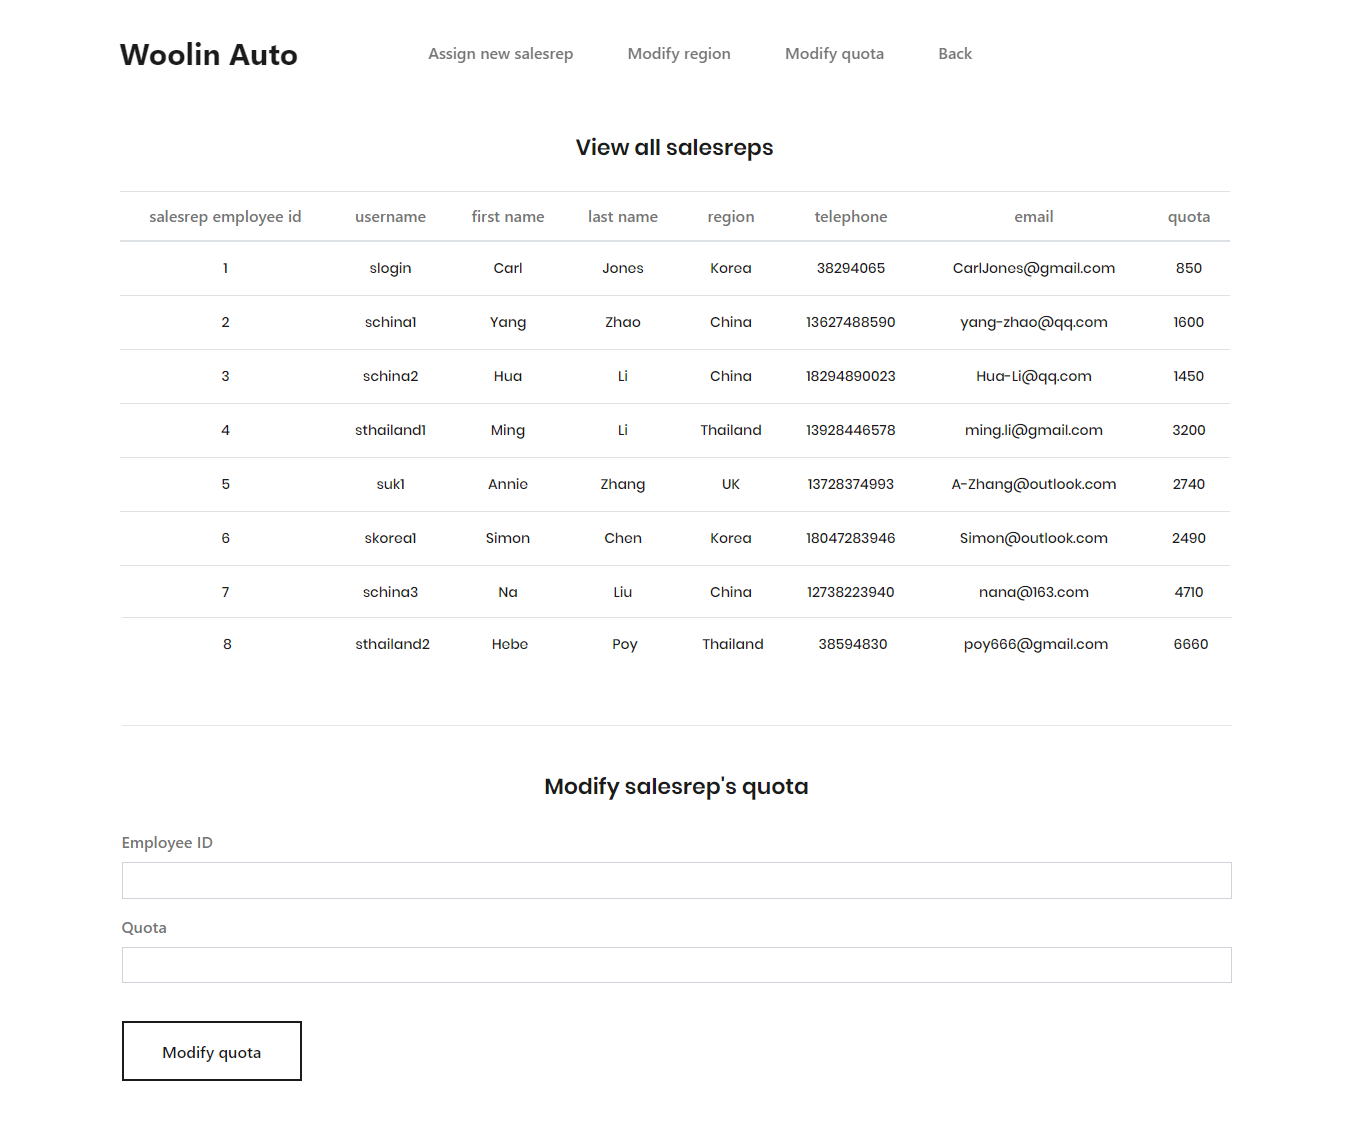 Woolin Auto Assign new salesrep Modify region Modify quota Back
View all salesreps
salesrep employee id username first name last name region telephone email quota
1 slogin Carl Jones Korea 38294065 CarlJones@gmail.com 850
2 schina1 Yang Zhao China 13627488590 yang-zhao@qq.com 1600
3 schina2 Hua Li China 18294890023 Hua-Li@qq.com 1450
4 sthailand1 Ming Li Thailand 13928446578 ming.li@gmail.com 3200
5 suk1 Annie Zhang UK 13728374993 A-Zhang@outlook.com 2740
6 skorea1 Simon Chen Korea 18047283946 Simon@outlook.com 2490
7 schina3 Na Liu China 12738223940 nana@163.com 4710
8 sthailand2 Hebe Poy Thailand 38594830 poy666@gmail.com 6660
Modify salesrep's quota
Employee ID
Quota
Modify quota